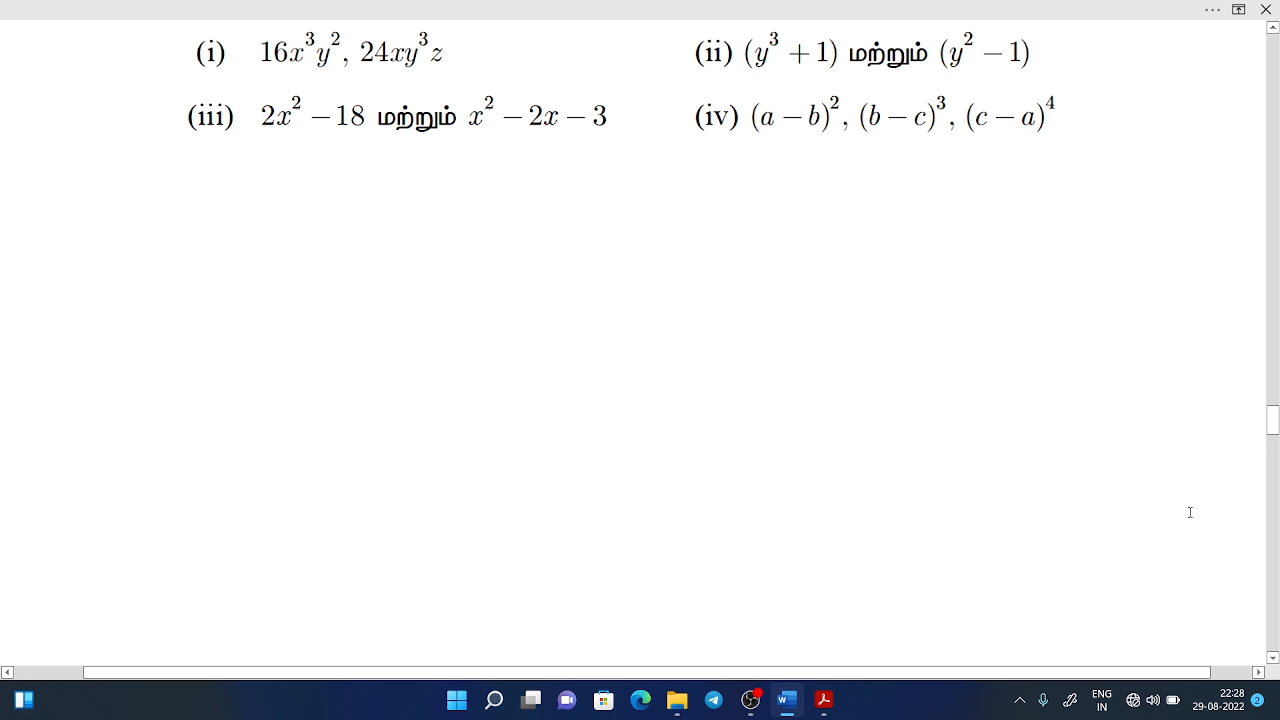 (i) 16x³y², 24xy³z (ii) (y³ + 1) மற்றும் (y² − 1)
(iii) 2x² − 18 மற்றும் x² − 2x − 3 (iv) (a − b)², (b − c)³, (c − a)⁴
ENG
IN
22:28
29-08-2022
2